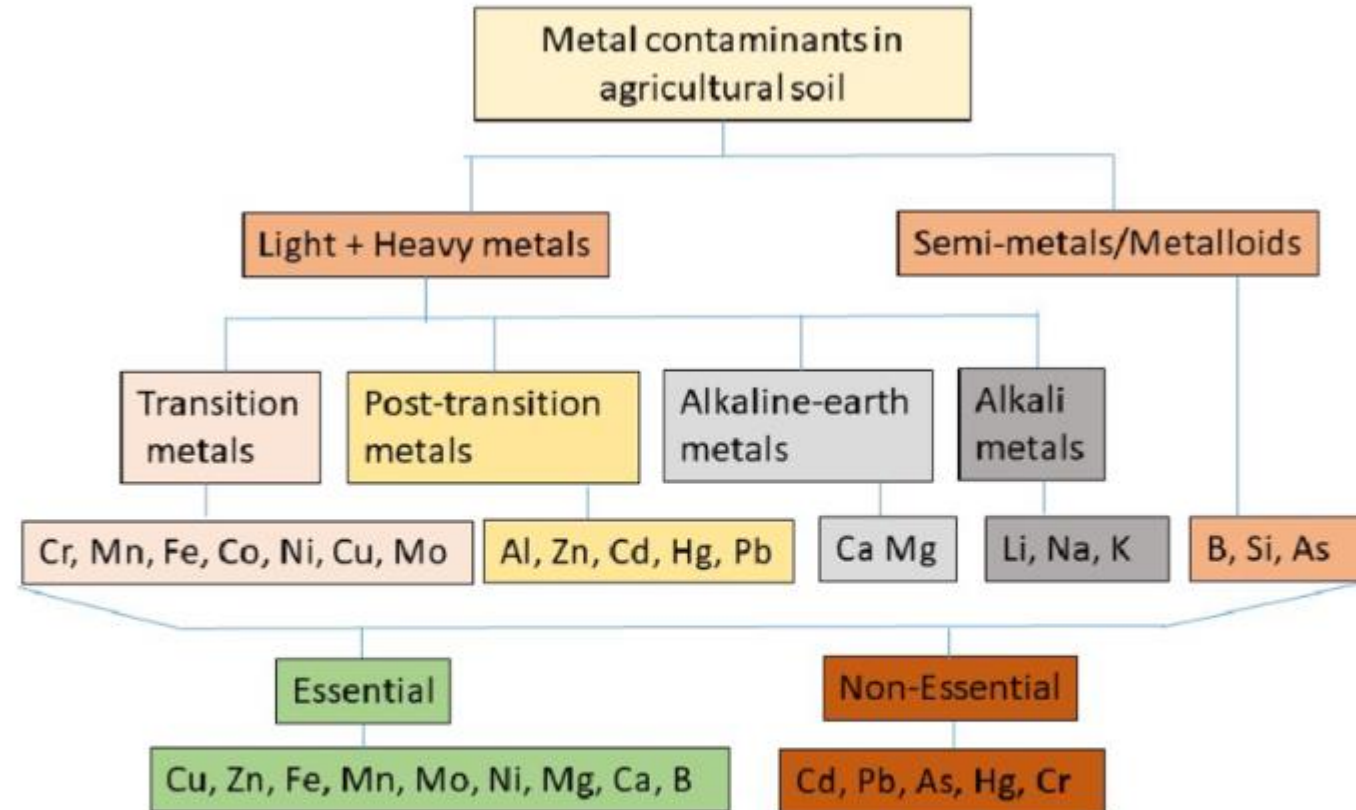 Metal contaminants in
agricultural soil
Light + Heavy metals
Semi-metals/Metalloids
Transition
metals
Post-transition
metals
Alkaline-earth
metals
Alkali
metals
Cr, Mn, Fe, Co, Ni, Cu, Mo
Al, Zn, Cd, Hg, Pb
Ca Mg
Li, Na, K
B, Si, As
Essential
Non-Essential
Cu, Zn, Fe, Mn, Mo, Ni, Mg, Ca, B
Cd, Pb, As, Hg, Cr